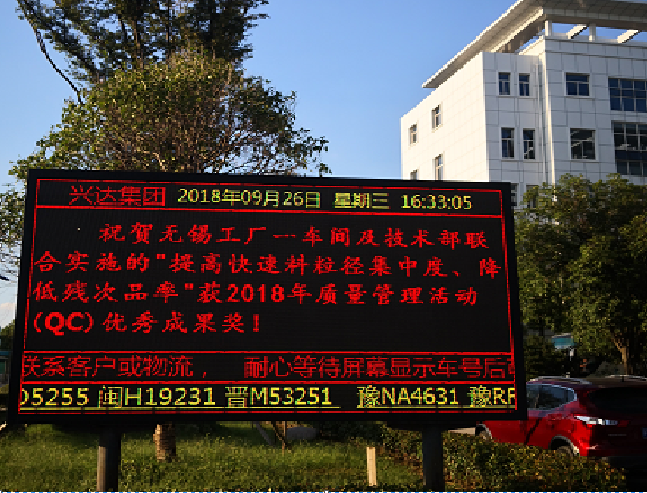 兴达集团 2018年09月26日 星期三 16:33:05
祝贺无锡工厂一车间及技术部联
合实施的"提高快速料粒径集中度、降
低残次品率"获2018年质量管理活动
(QC)优秀成果奖!
联系客户或物流， 耐心等待屏幕显示车号后
05255 闽H19231 晋M53251 豫NA4631 豫RF